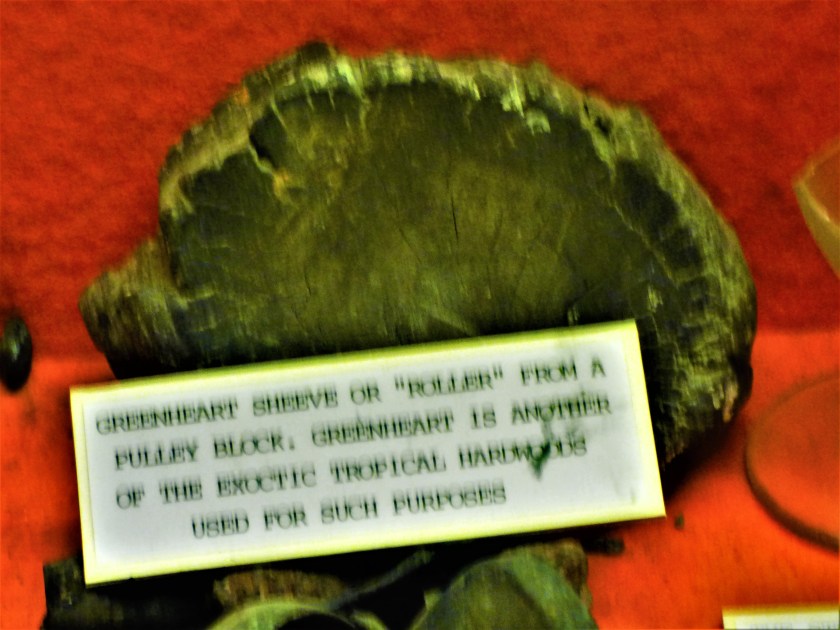 GREENHEART SHEEVE OR "ROLLER" FROM A
PULLEY BLOCK. GREENHEART IS ANOTHER
OF THE EXOCTIC TROPICAL HARDWOODS
USED FOR SUCH PURPOSES